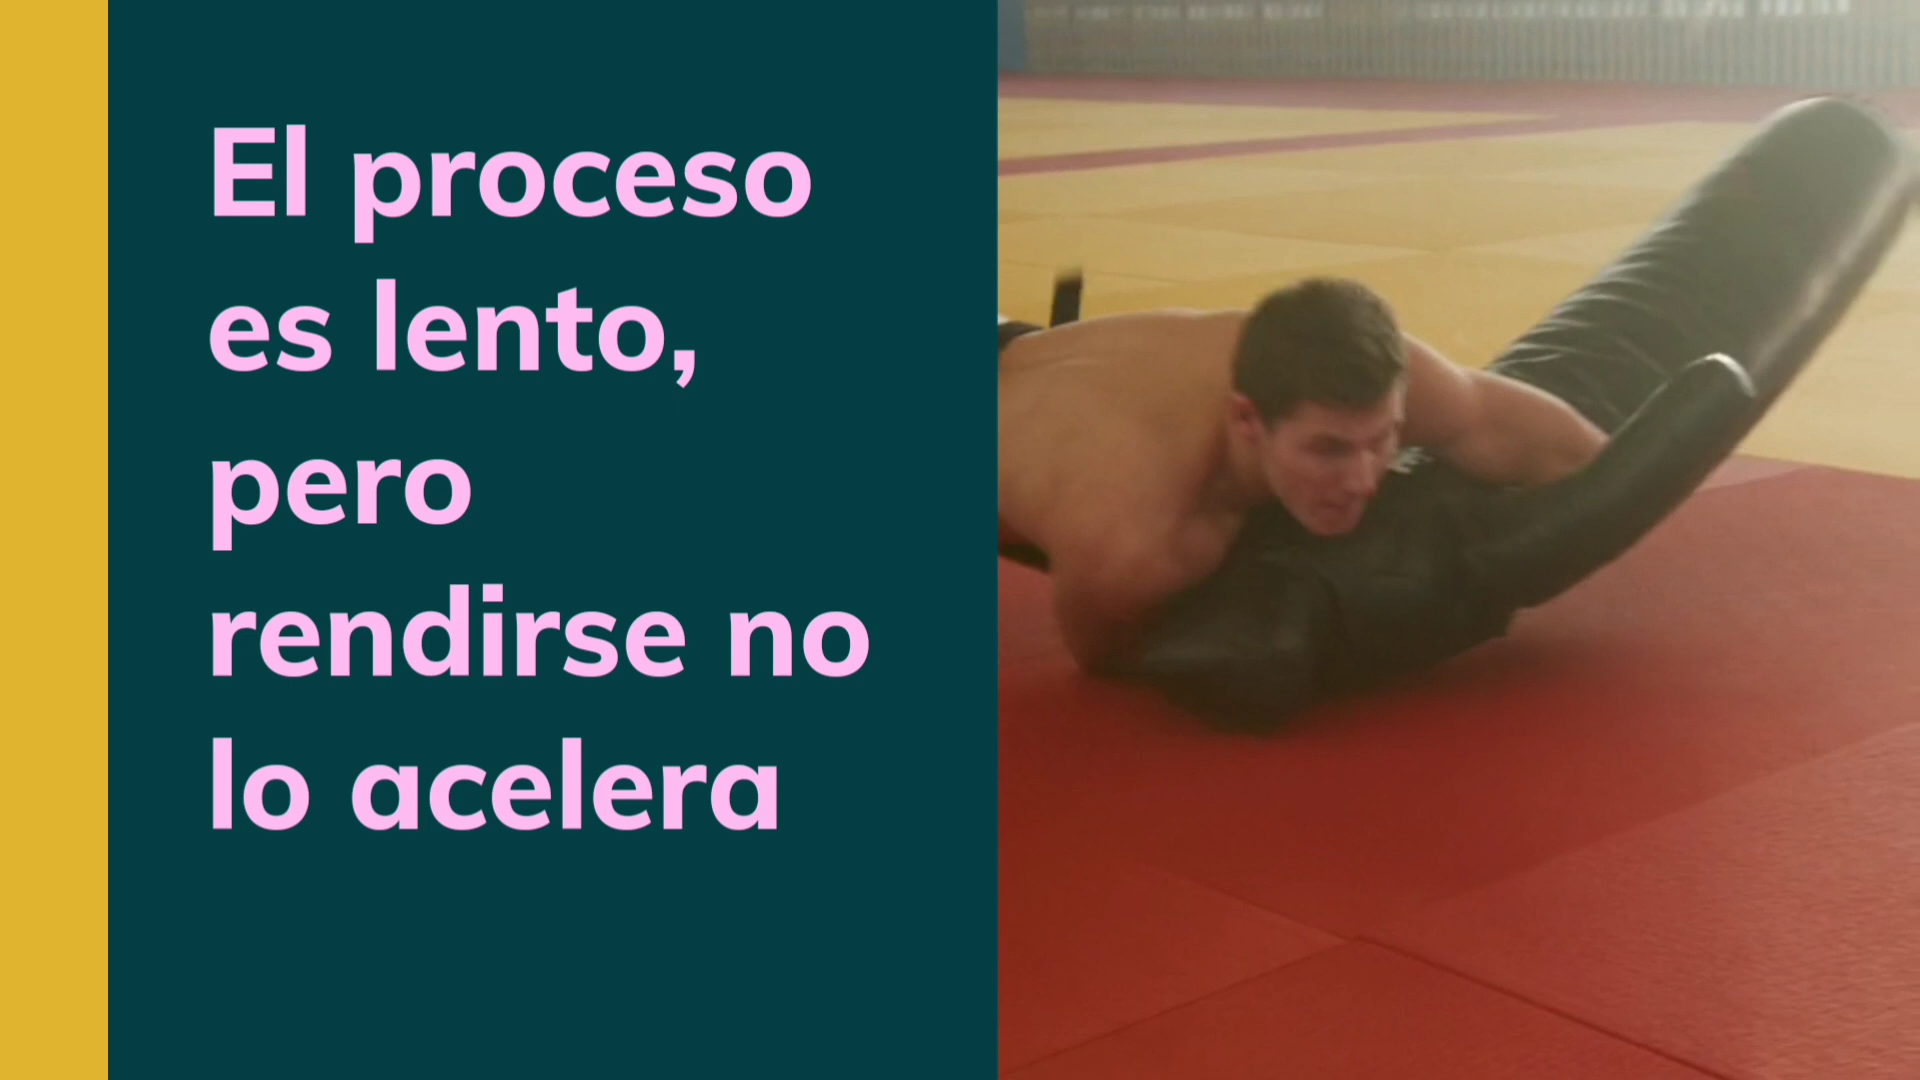 El proceso
es lento,
pero
rendirse no
lo acelera